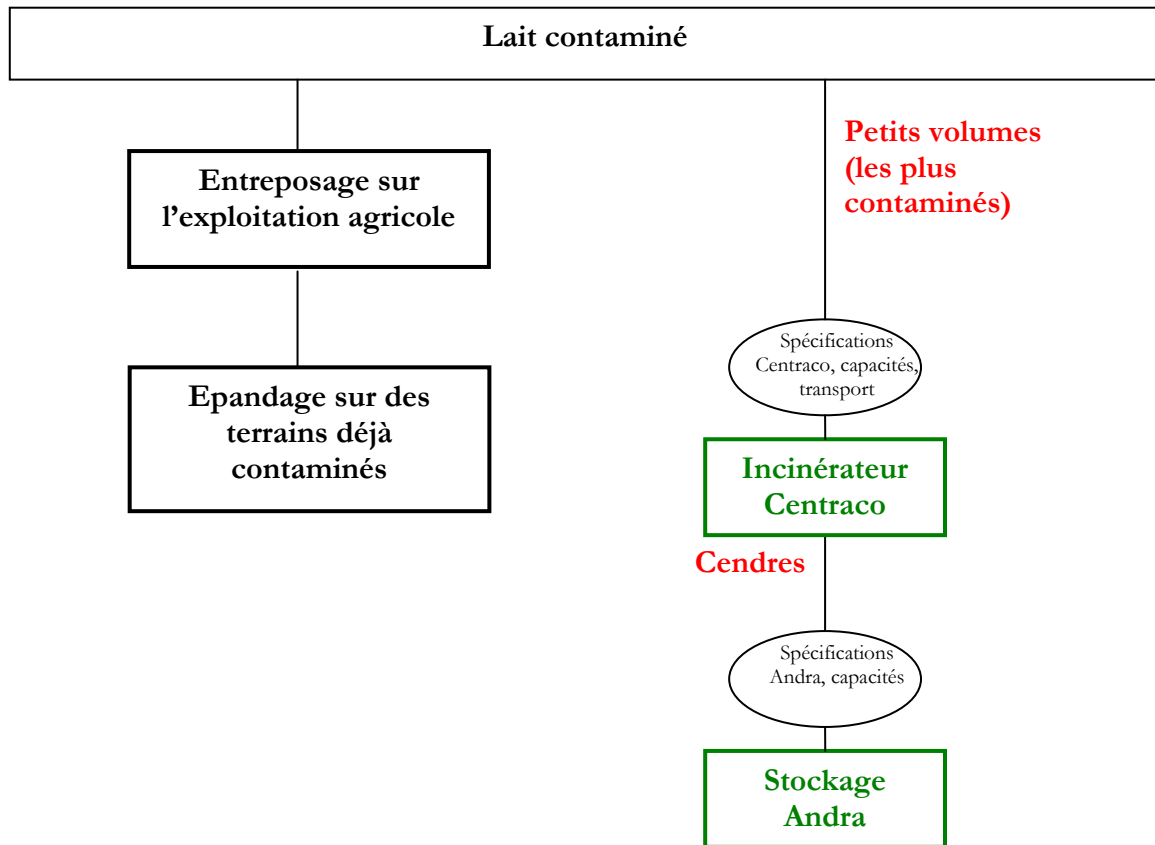 Lait contaminé
Entreposage sur
l’exploitation agricole
Epandage sur des
terrains déjà
contaminés
Petits volumes
(les plus
contaminés)
Spécifications
Centraco, capacités,
transport
Incinérateur
Centraco
Cendres
Spécifications
Andra, capacités
Stockage
Andra